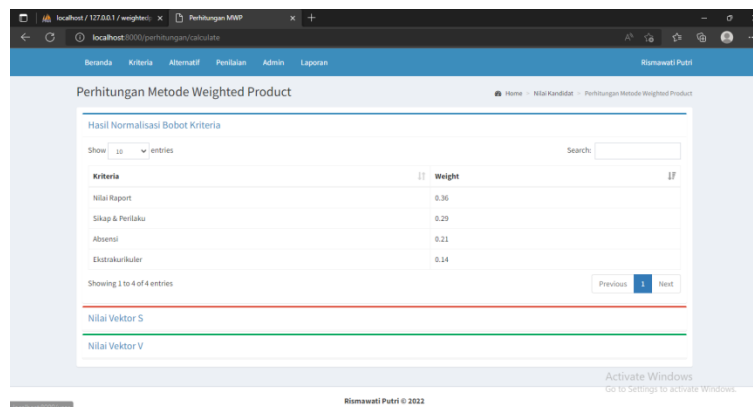 localhost / 127.0.0.1 / weighted
Perhitungan MWP
localhost:8000/perhitungan/calculate
Beranda Kriteria Alternatif Penilaian Admin Laporan Rismawati Putri
Perhitungan Metode Weighted Product
Home > Nilai Kandidat > Perhitungan Metode Weighted Product
Hasil Normalisasi Bobot Kriteria
Show 10 entries Search:
Kriteria Weight
Nilai Raport 0.36
Sikap & Perilaku 0.29
Absensi 0.21
Ekstrakurikuler 0.14
Showing 1 to 4 of 4 entries Previous 1 Next
Nilai Vektor S
Nilai Vektor V
Activate Windows
Go to Settings to activate Windows.
Rismawati Putri © 2022